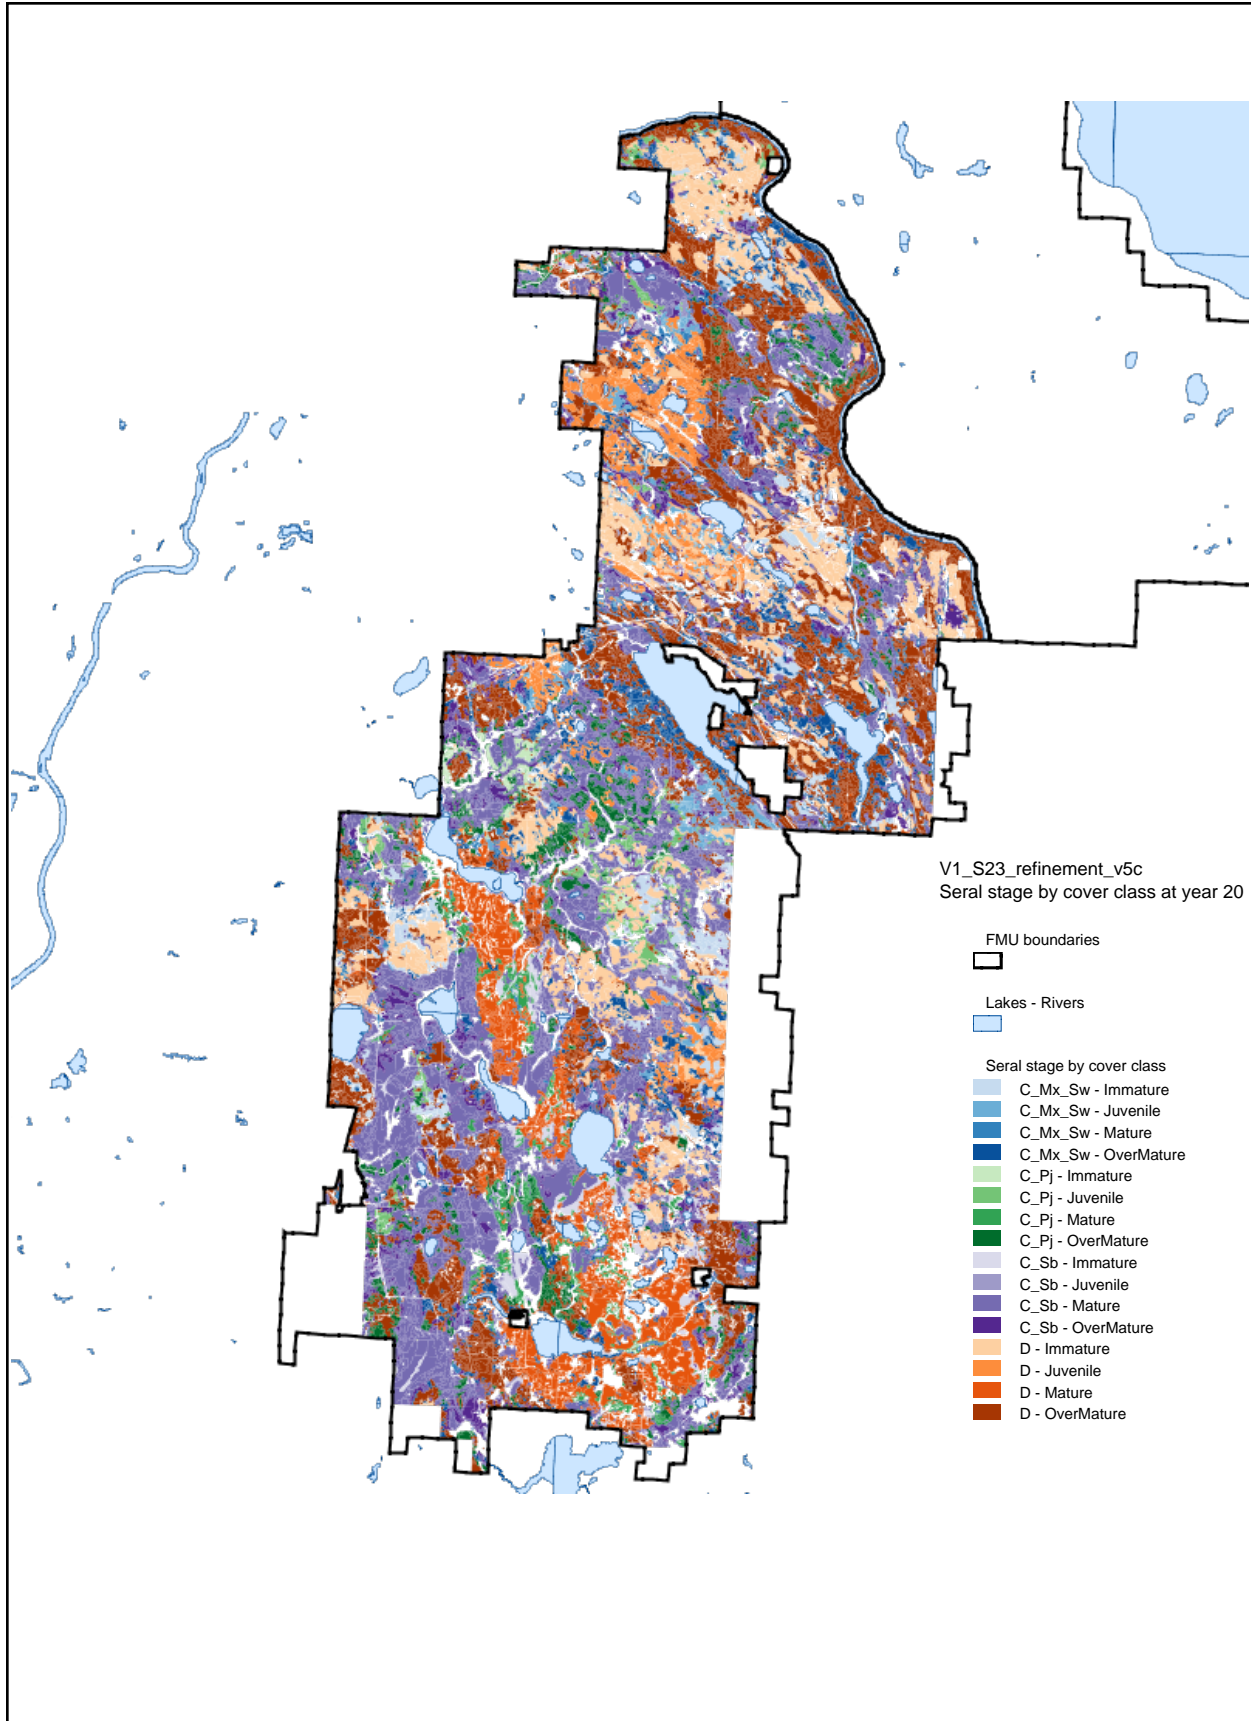 V1_S23_refinement_v5c
Seral stage by cover class at year 20
FMU boundaries
Lakes - Rivers
Seral stage by cover class
C_Mx_Sw - Immature
C_Mx_Sw - Juvenile
C_Mx_Sw - Mature
C_Mx_Sw - OverMature
C_Pj - Immature
C_Pj - Juvenile
C_Pj - Mature
C_Pj - OverMature
C_Sb - Immature
C_Sb - Juvenile
C_Sb - Mature
C_Sb - OverMature
D - Immature
D - Juvenile
D - Mature
D - OverMature